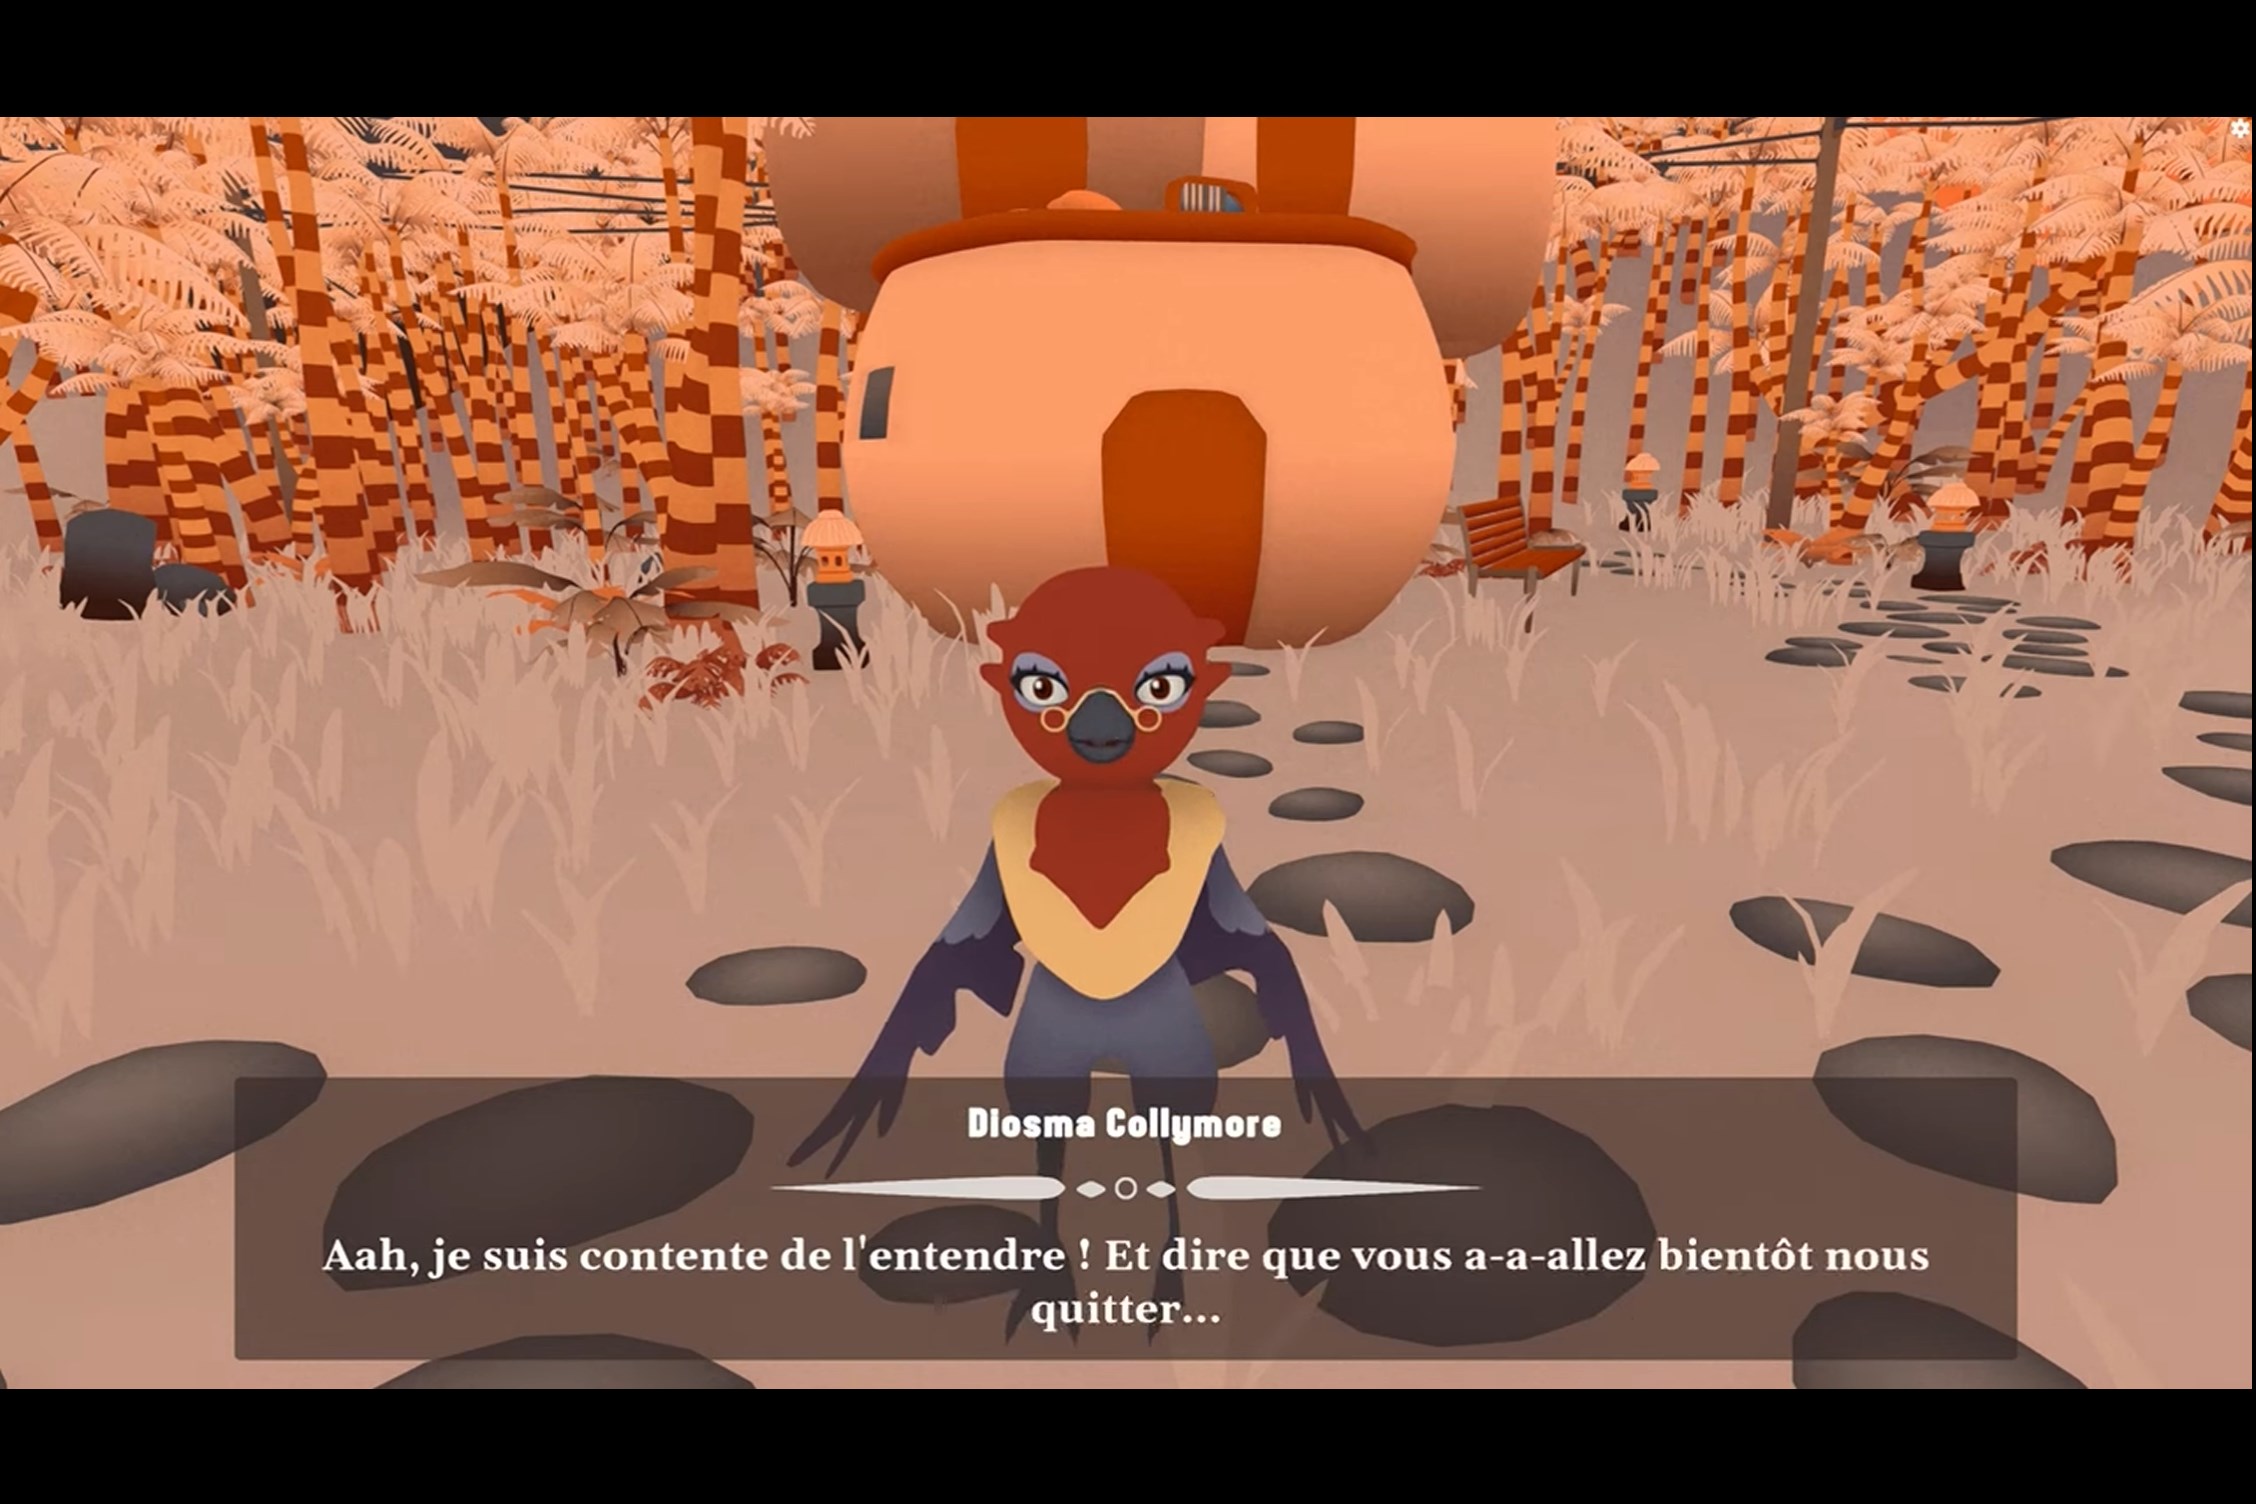 Diosma Collymore
Aah, je suis contente de l'entendre ! Et dire que vous a-a-allez bientôt nous
quitter...